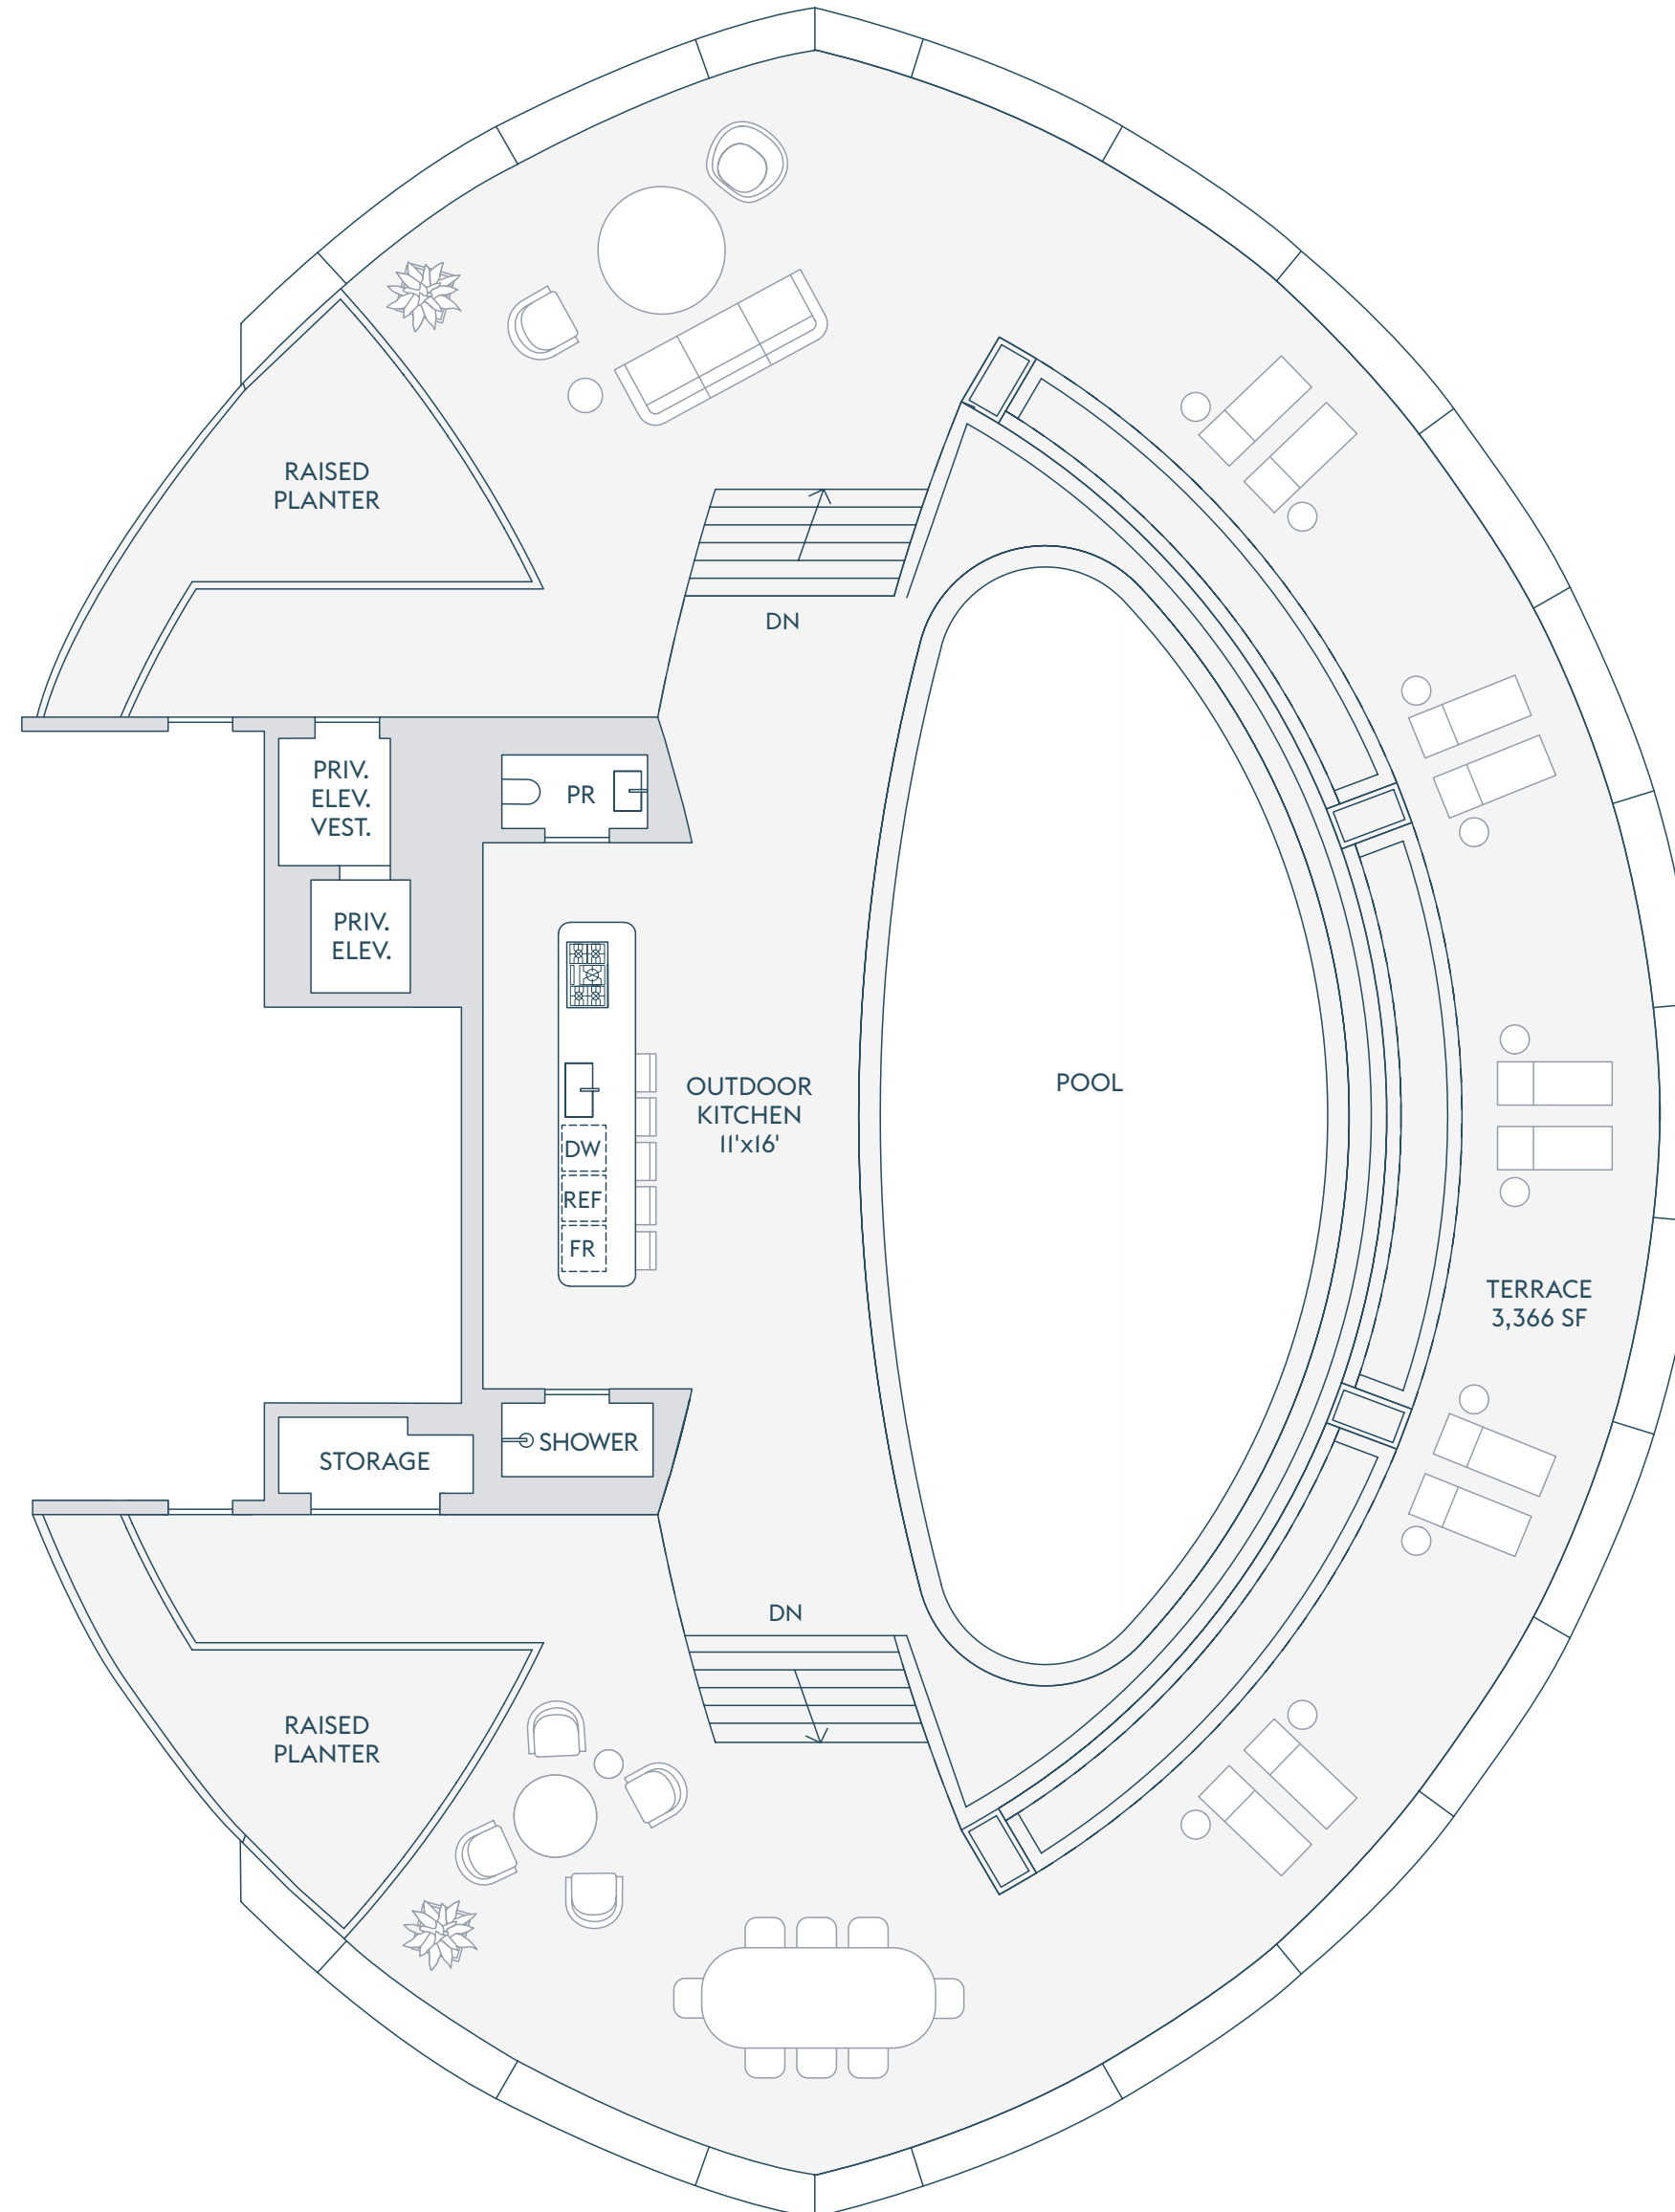 RAISED
PLANTER
DN
PRIV.
ELEV.
VEST.
PR
PRIV.
ELEV.
OUTDOOR
KITCHEN
11'x16'
POOL
DW
REF
FR
TERRACE
3,366 SF
SHOWER
STORAGE
DN
RAISED
PLANTER